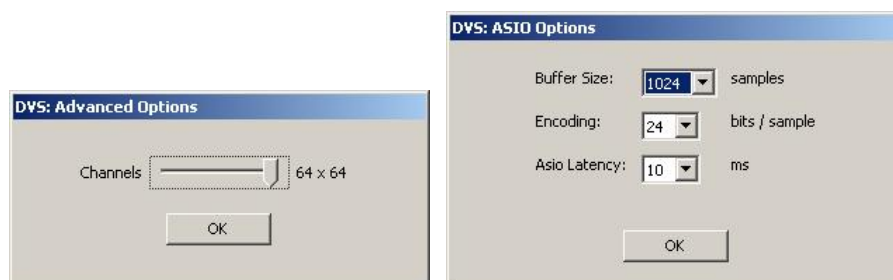 DVS: Advanced Options
Channels 64 x 64
OK
DVS: ASIO Options
Buffer Size: 1024 samples
Encoding: 24 bits / sample
Asio Latency: 10 ms
OK